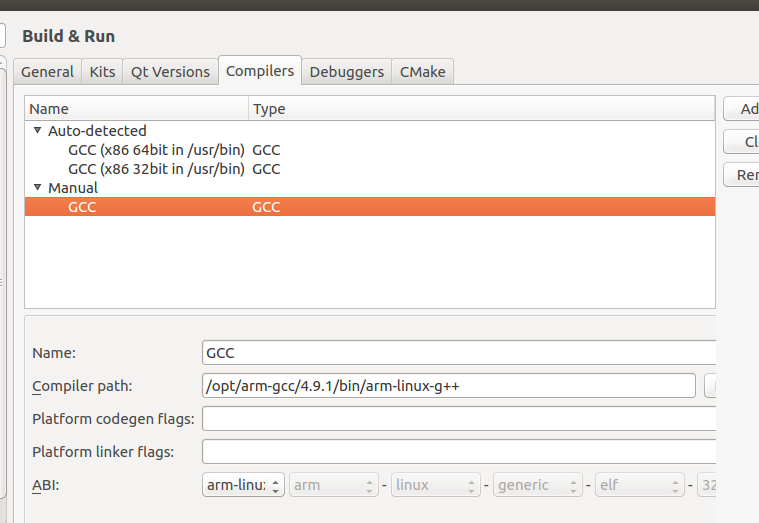 Build & Run
General Kits Qt Versions Compilers Debuggers CMake
Name Type
Auto-detected
GCC (x86 64bit in /usr/bin) GCC
GCC (x86 32bit in /usr/bin) GCC
Manual
GCC GCC
Ad
Cl
Rer
Name: GCC
Compiler path: /opt/arm-gcc/4.9.1/bin/arm-linux-g++
Platform codegen flags:
Platform linker flags:
ABI: arm-linu: arm - linux - generic - elf - 32